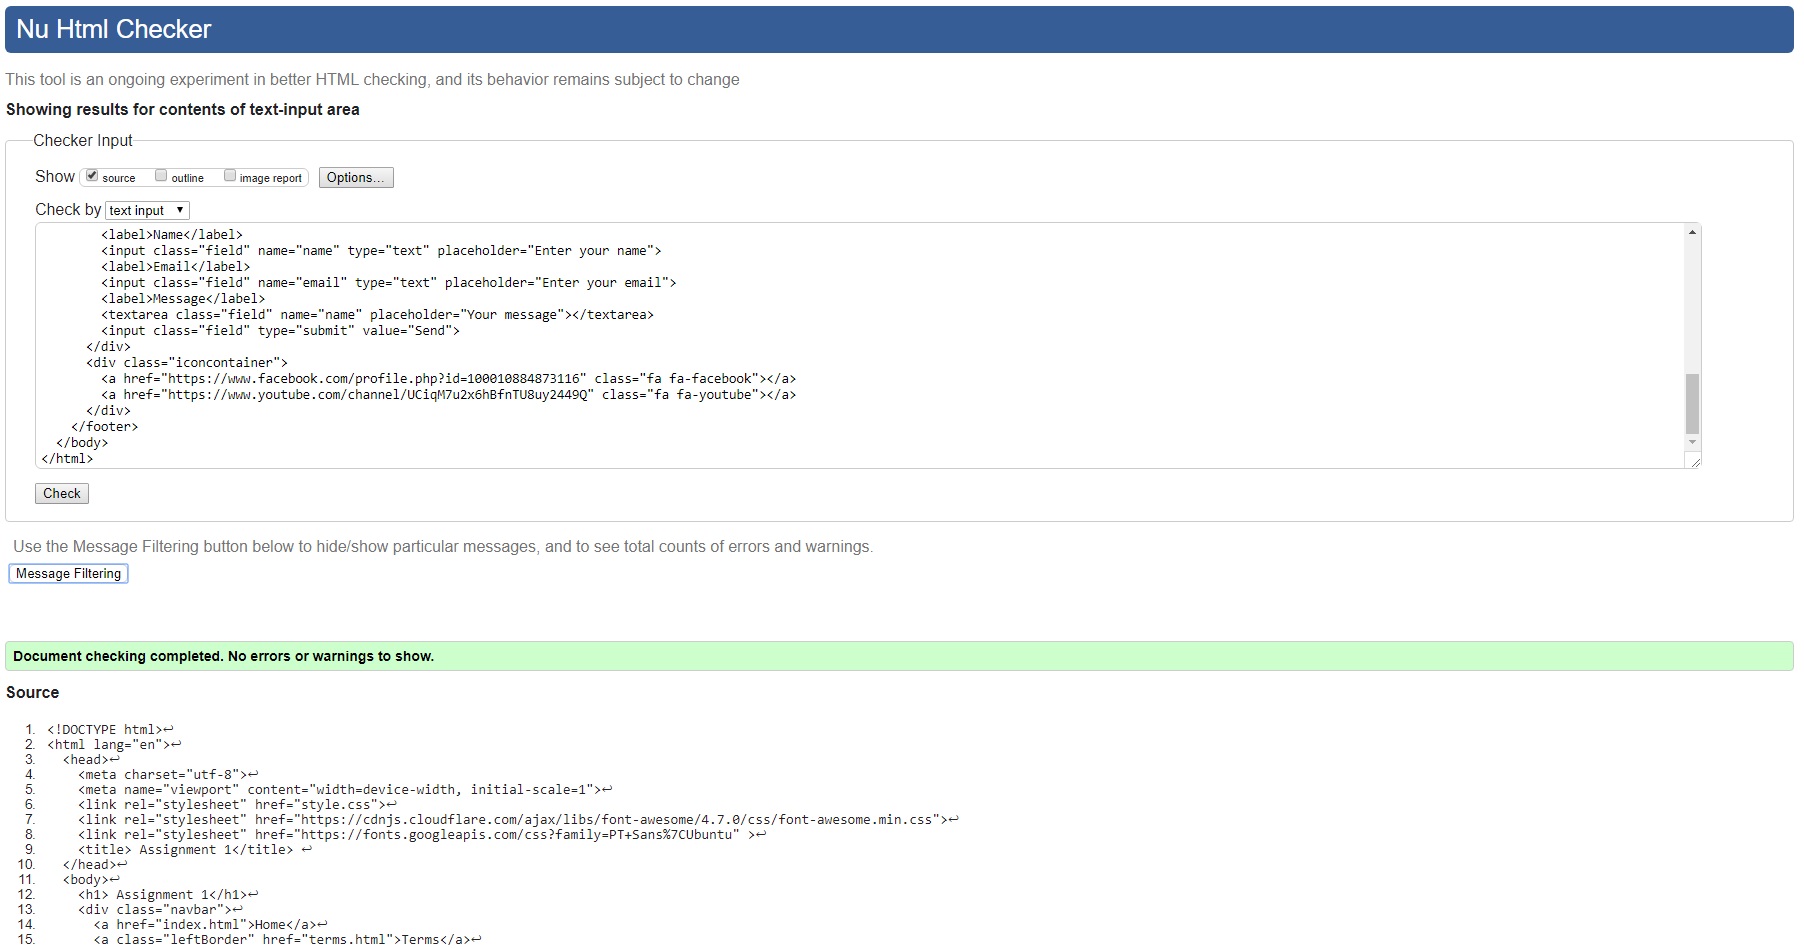 Nu Html Checker
This tool is an ongoing experiment in better HTML checking, and its behavior remains subject to change
Showing results for contents of text-input area
Checker Input
Show source outline image report Options...
Check by text input
<label>Name</label>
<input class="field" name="name" type="text" placeholder="Enter your name">
<label>Email</label>
<input class="field" name="email" type="text" placeholder="Enter your email">
<label>Message</label>
<textarea class="field" name="name" placeholder="Your message"></textarea>
<input class="field" type="submit" value="Send">
</div>
<div class="iconcontainer">
<a href="https://www.facebook.com/profile.php?id=100010884873116" class="fa fa-facebook"></a>
<a href="https://www.youtube.com/channel/UCiqM7u2x6hBfnTU8uy2449Q" class="fa fa-youtube"></a>
</div>
</footer>
</body>
</html>
Check
Use the Message Filtering button below to hide/show particular messages, and to see total counts of errors and warnings.
Message Filtering
Document checking completed. No errors or warnings to show.
Source
1. <!DOCTYPE html>↩
2. <html lang="en">↩
3. <head>↩
4. <meta charset="utf-8">↩
5. <meta name="viewport" content="width=device-width, initial-scale=1">↩
6. <link rel="stylesheet" href="style.css">↩
7. <link rel="stylesheet" href="https://cdnjs.cloudflare.com/ajax/libs/font-awesome/4.7.0/css/font-awesome.min.css">↩
8. <link rel="stylesheet" href="https://fonts.googleapis.com/css?family=PT+Sans%7CUbuntu" >↩
9. <title> Assignment 1</title> ↩
10. </head>↩
11. <body>↩
12. <h1> Assignment 1</h1>↩
13. <div class="navbar">↩
14. <a href="index.html">Home</a>↩
15. <a class="leftBorder" href="terms.html">Terms</a>↩